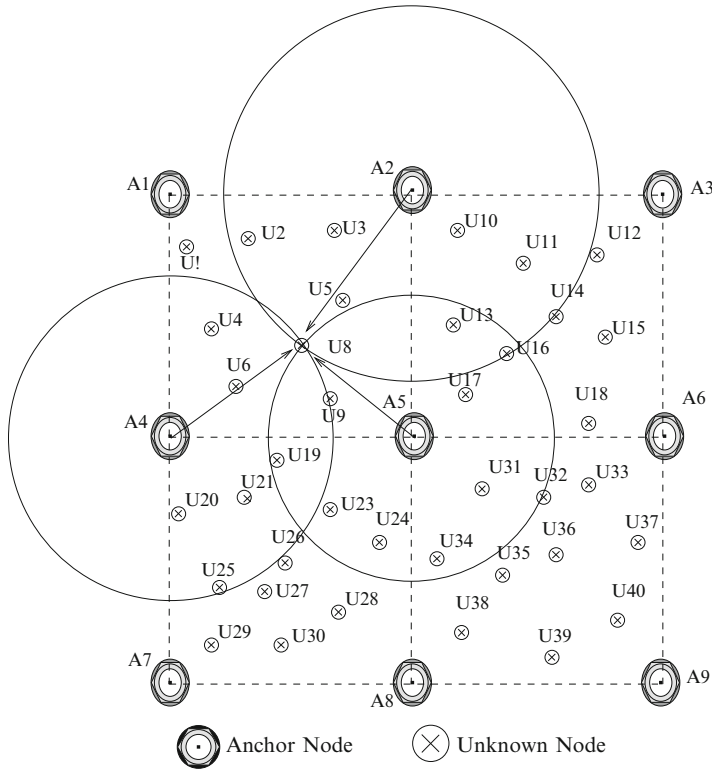 A1
A2
A3
U2
U3
U10
U11
U12
U!
U5
U14
U4
U13
U15
U8
U16
U6
U17
U9
A4
A5
U18
A6
U19
U31
U32
U33
U20
U21
U23
U24
U36
U37
U26
U34
U35
U25
U27
U28
U40
U29
U30
U38
U39
A7
A8
A9
Anchor Node
Unknown Node